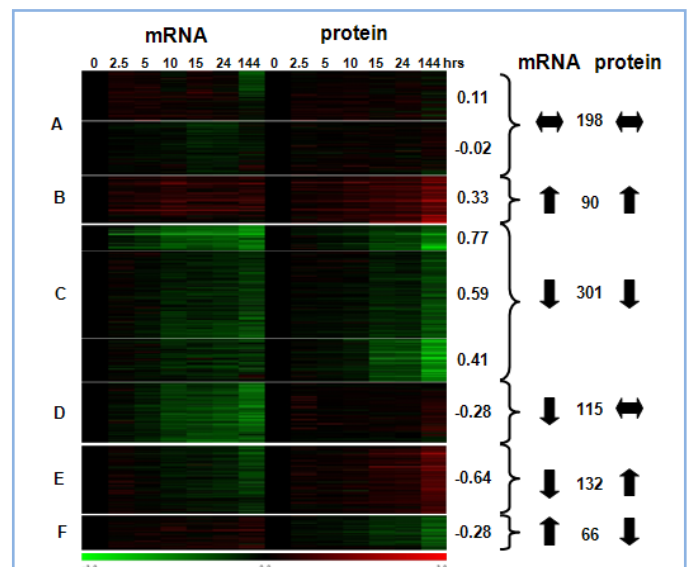 mRNA protein
0 2.5 5 10 15 24 144 0 2.5 5 10 15 24 144 hrs
mRNA protein
0.11
A 198
-0.02
B 0.33 90
0.77
C 0.59 301
0.41
D -0.28 115
E -0.64 132
F -0.28 66